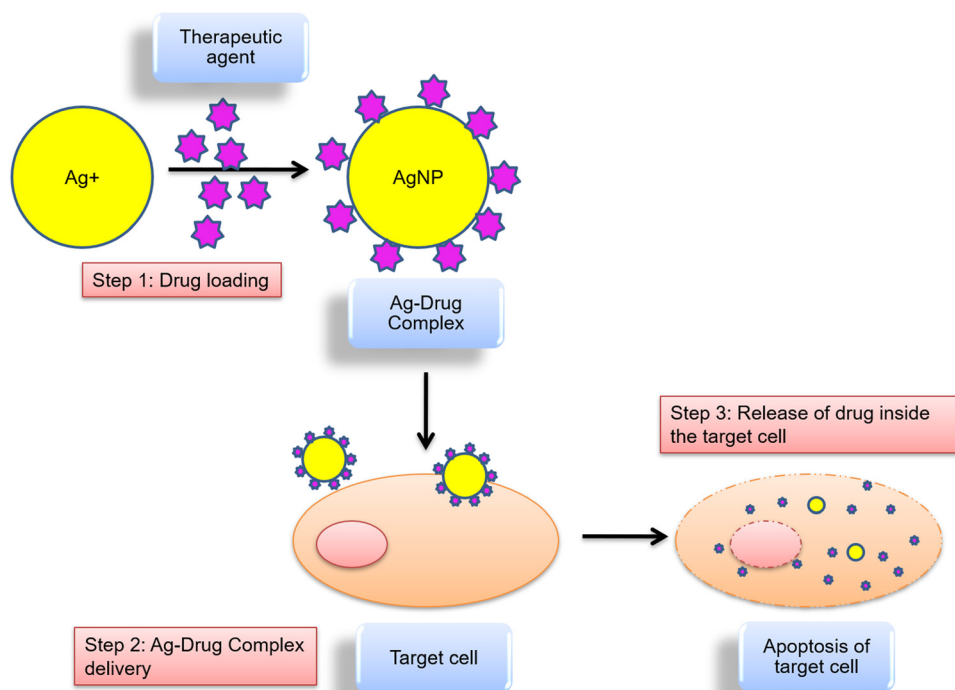 Therapeutic
agent
Ag+
AgNP
Step 1: Drug loading
Ag-Drug
Complex
Step 3: Release of drug inside
the target cell
Step 2: Ag-Drug Complex
delivery
Target cell
Apoptosis of
target cell